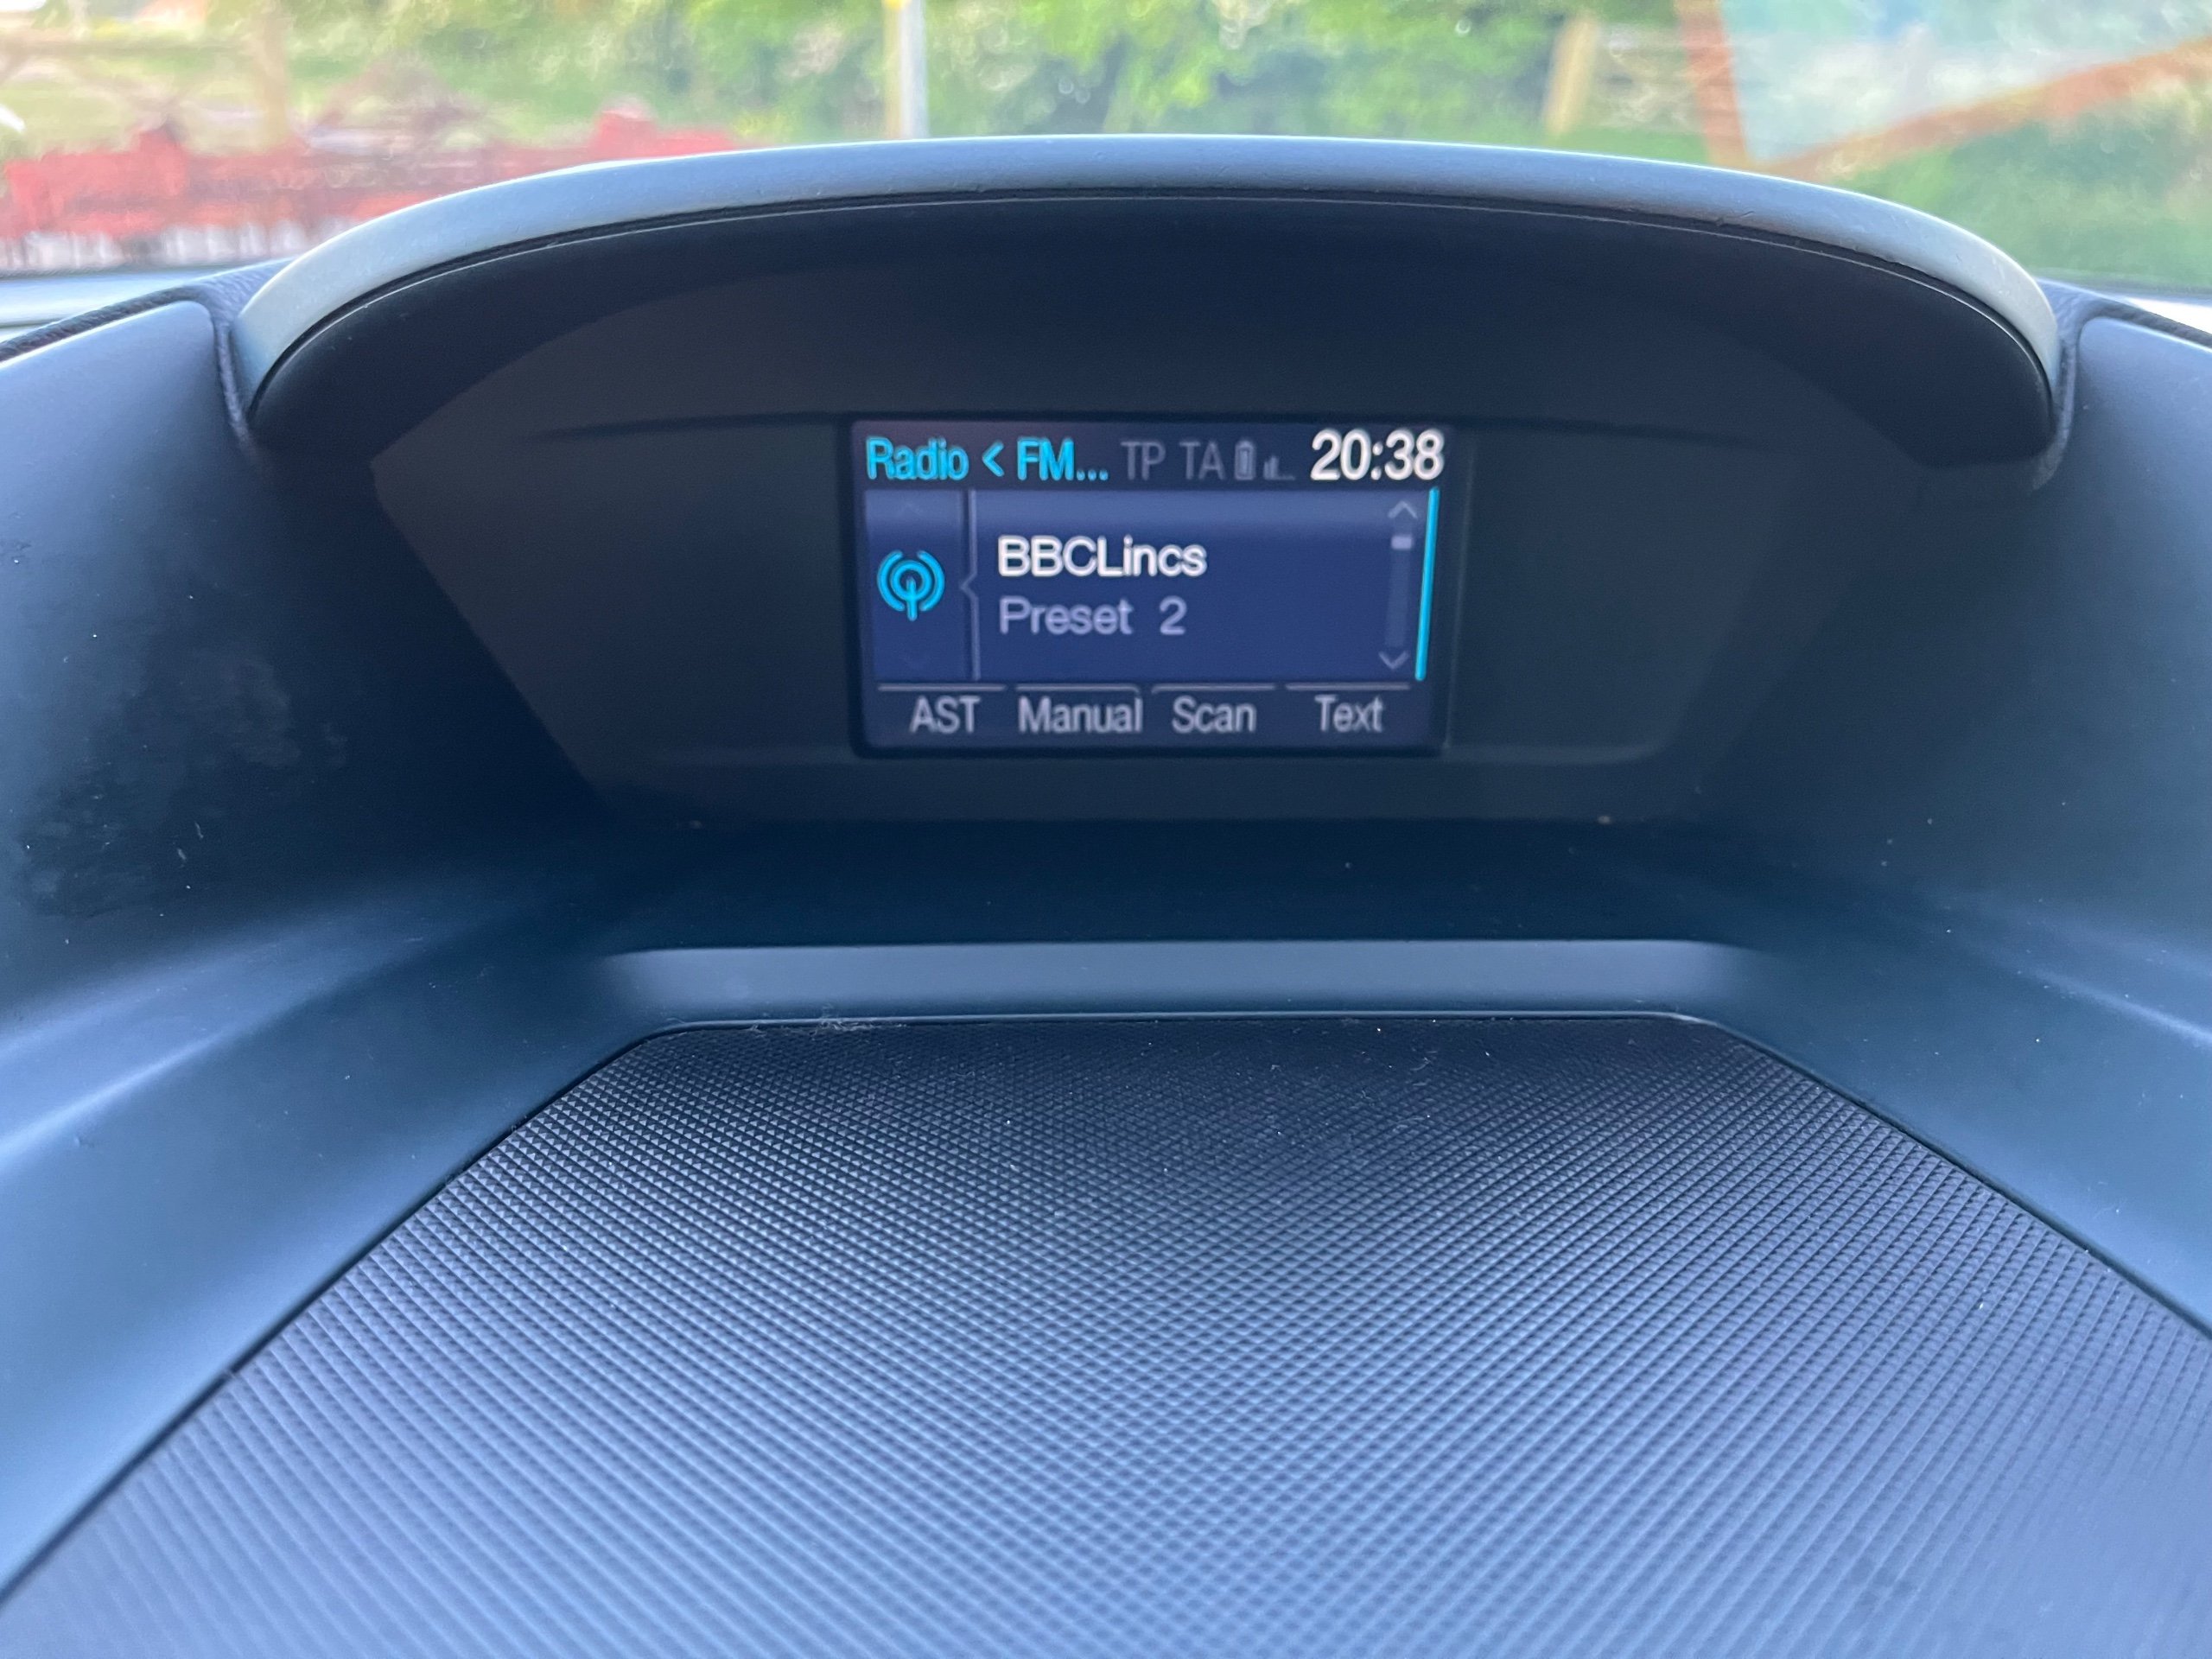 Radio < FM... TP TA 20:38
BBCLincs
Preset 2
AST Manual Scan Text